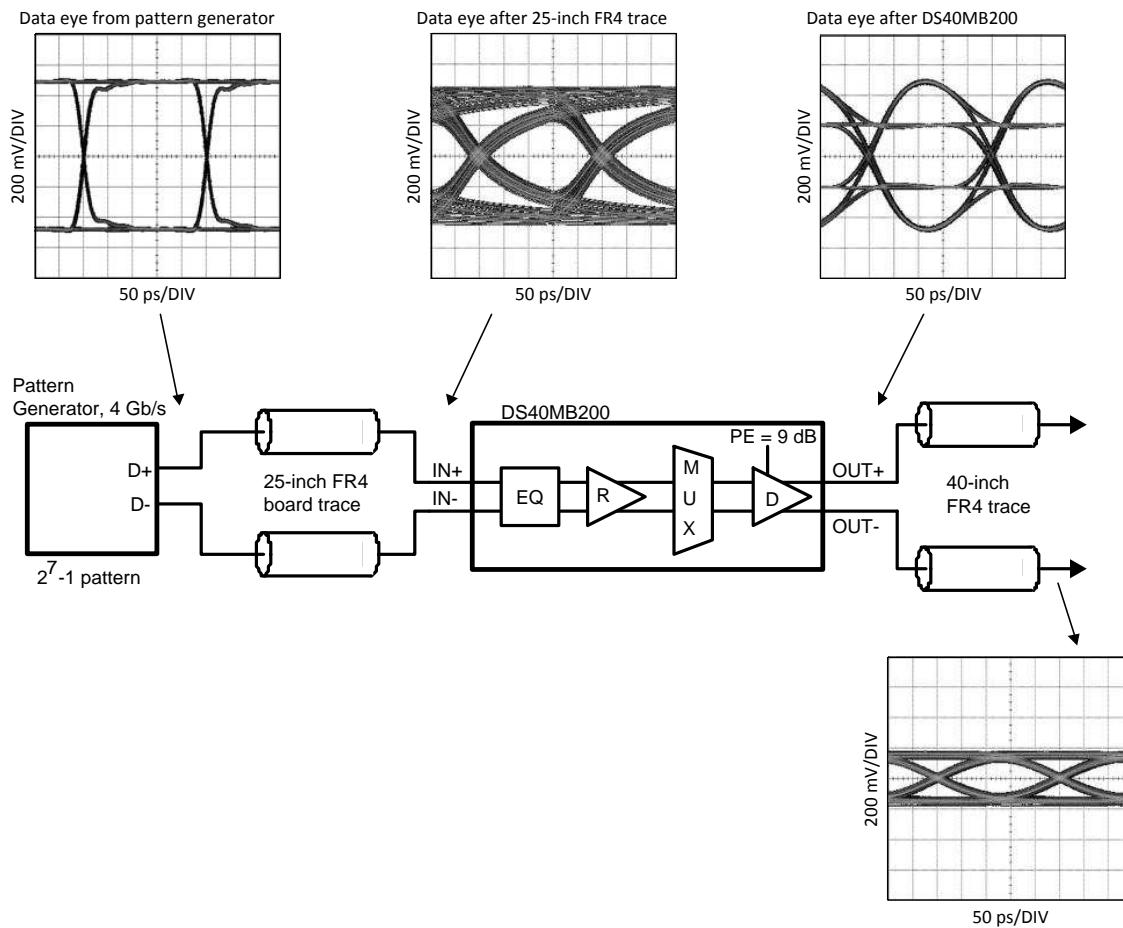 Data eye from pattern generator
Data eye after 25-inch FR4 trace
Data eye after DS40MB200
200 mV/DIV
200 mV/DIV
200 mV/DIV
50 ps/DIV
50 ps/DIV
50 ps/DIV
Pattern
Generator, 4 Gb/s
D+
D-
2^7-1 pattern
25-inch FR4
board trace
IN+
IN-
DS40MB200
EQ
R
M
U
X
PE = 9 dB
D
OUT+
OUT-
40-inch
FR4 trace
200 mV/DIV
50 ps/DIV